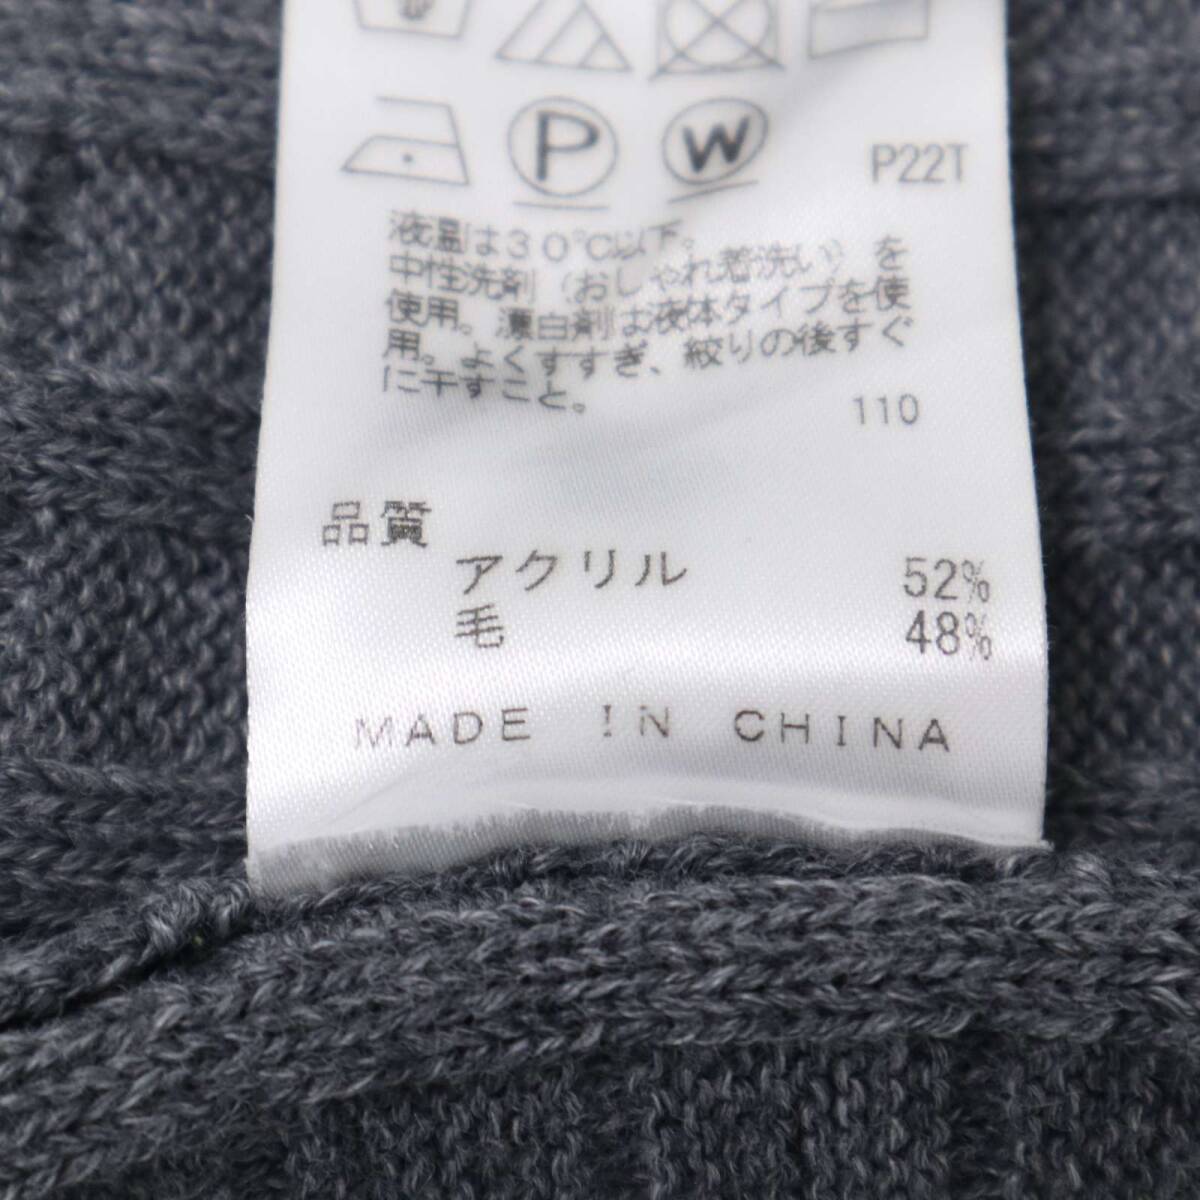 P W P22T
液温は30℃以下。
中性洗剤（おしゃれ着洗い）を
使用。漂白剤は液体タイプを使
用。よくすすぎ、絞りの後すぐ
に干すこと。
110
品質
アクリル 52%
毛 48%
MADE IN CHINA